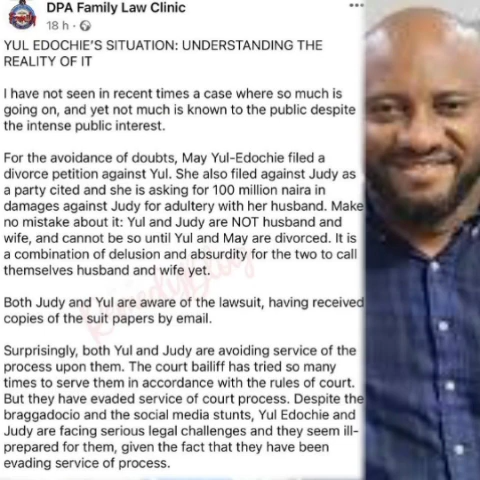 DPA Family Law Clinic
18 h ·
YUL EDOCHIE'S SITUATION: UNDERSTANDING THE
REALITY OF IT
I have not seen in recent times a case where so much is
going on, and yet not much is known to the public despite
the intense public interest.
For the avoidance of doubts, May Yul-Edochie filed a
divorce petition against Yul. She also filed against Judy as
a party cited and she is asking for 100 million naira in
damages against Judy for adultery with her husband. Make
no mistake about it: Yul and Judy are NOT husband and
wife, and cannot be so until Yul and May are divorced. It is
a combination of delusion and absurdity for the two to call
themselves husband and wife yet.
Both Judy and Yul are aware of the lawsuit, having received
copies of the suit papers by email.
Surprisingly, both Yul and Judy are avoiding service of the
process upon them. The court bailiff has tried so many
times to serve them in accordance with the rules of court.
But they have evaded service of court process. Despite the
braggadocio and the social media stunts, Yul Edochie and
Judy are facing serious legal challenges and they seem ill-
prepared for them, given the fact that they have been
evading service of process.